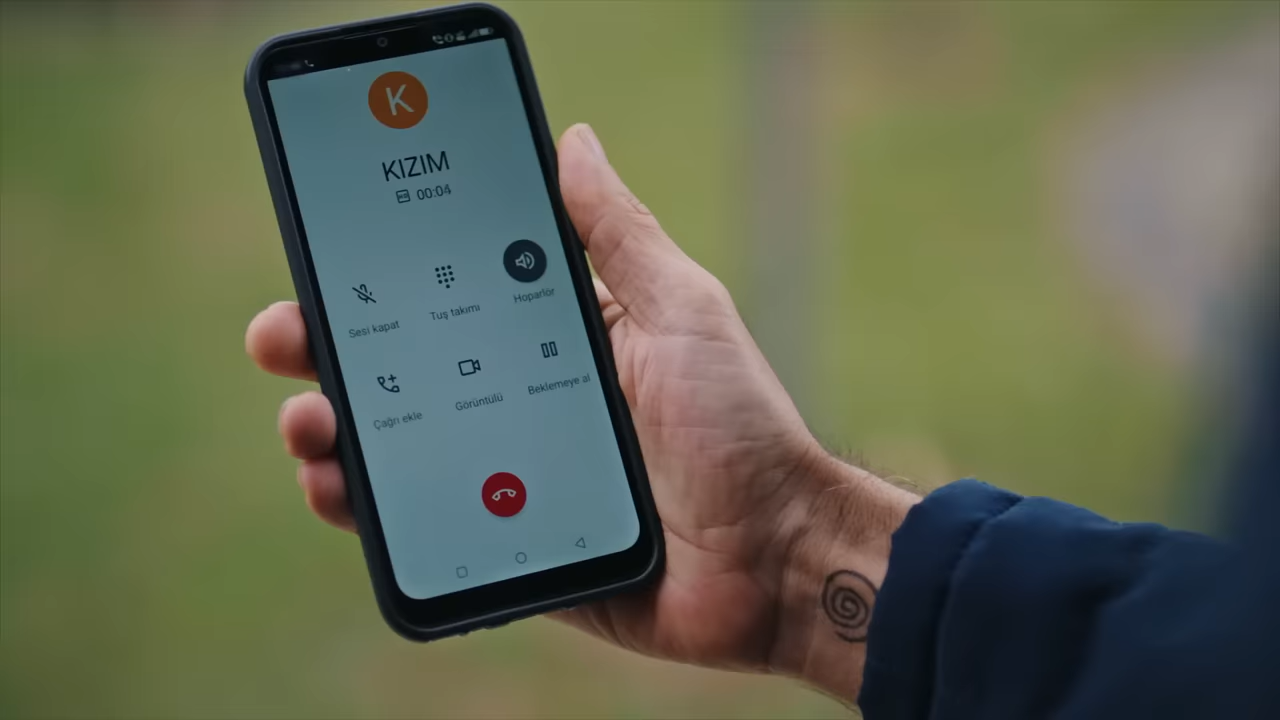 K
KIZIM
00:04
Sesi kapat
Tuş takımı
Hoparlör
Çağrı ekle
Görüntülü
Beklemeye al